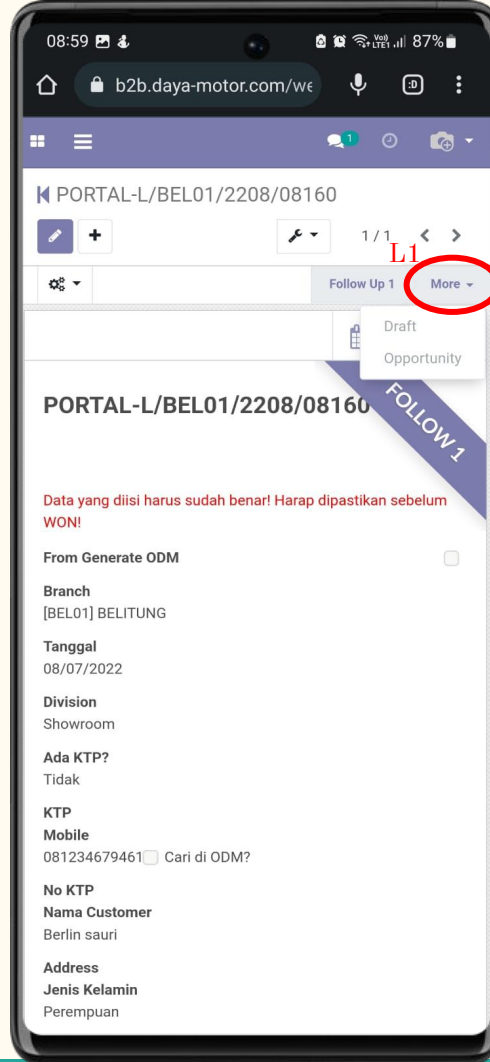 08:59
87%
b2b.daya-motor.com/we
1
PORTAL-L/BEL01/2208/08160
1 / 1
L1
Follow Up 1 More
Draft
Opportunity
PORTAL-L/BEL01/2208/08160
FOLLOW 1
Data yang diisi harus sudah benar! Harap dipastikan sebelum
WON!
From Generate ODM
Branch
[BEL01] BELITUNG
Tanggal
08/07/2022
Division
Showroom
Ada KTP?
Tidak
KTP
Mobile
081234679461 Cari di ODM?
No KTP
Nama Customer
Berlin sauri
Address
Jenis Kelamin
Perempuan